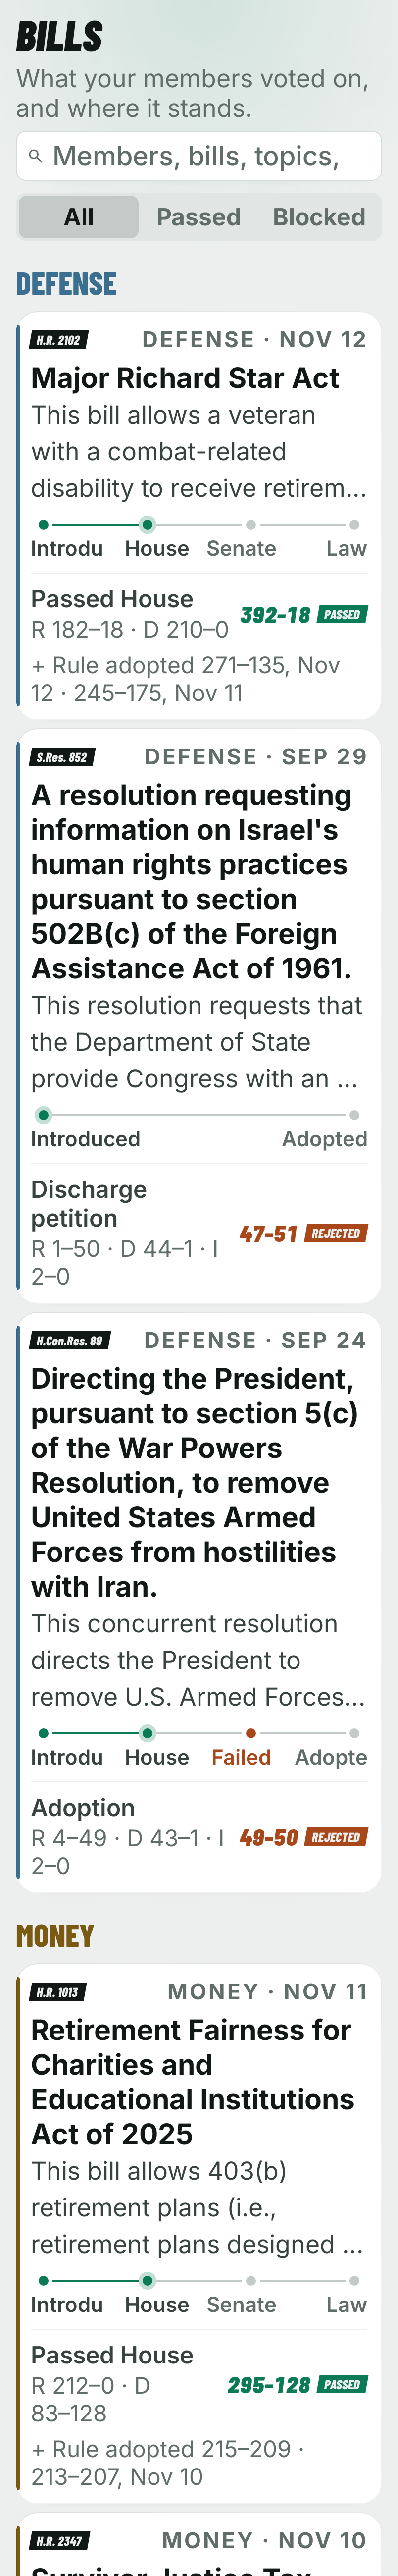 BILLS
What your members voted on,
and where it stands.
Members, bills, topics,
All Passed Blocked
DEFENSE
H.R. 2102 DEFENSE · NOV 12
Major Richard Star Act
This bill allows a veteran
with a combat-related
disability to receive retirem...
Introdu House Senate Law
Passed House
R 182–18 · D 210–0 392-18 PASSED
+ Rule adopted 271–135, Nov
12 · 245–175, Nov 11
S.Res. 852 DEFENSE · SEP 29
A resolution requesting
information on Israel's
human rights practices
pursuant to section
502B(c) of the Foreign
Assistance Act of 1961.
This resolution requests that
the Department of State
provide Congress with an ...
Introduced Adopted
Discharge
petition
R 1–50 · D 44–1 · I
2–0
47-51 REJECTED
H.Con.Res. 89 DEFENSE · SEP 24
Directing the President,
pursuant to section 5(c)
of the War Powers
Resolution, to remove
United States Armed
Forces from hostilities
with Iran.
This concurrent resolution
directs the President to
remove U.S. Armed Forces...
Introdu House Failed Adopte
Adoption
R 4–49 · D 43–1 · I
2–0
49-50 REJECTED
MONEY
H.R. 1013 MONEY · NOV 11
Retirement Fairness for
Charities and
Educational Institutions
Act of 2025
This bill allows 403(b)
retirement plans (i.e.,
retirement plans designed ...
Introdu House Senate Law
Passed House
R 212–0 · D
83–128
295-128 PASSED
+ Rule adopted 215–209 ·
213–207, Nov 10
H.R. 2347 MONEY · NOV 10
Survivor Justice Tax